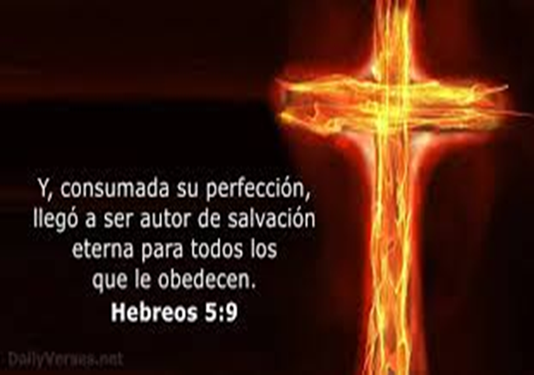 Y, consumada su perfección,
llegó a ser autor de salvación
eterna para todos los
que le obedecen.
Hebreos 5:9
DailyVerses.net